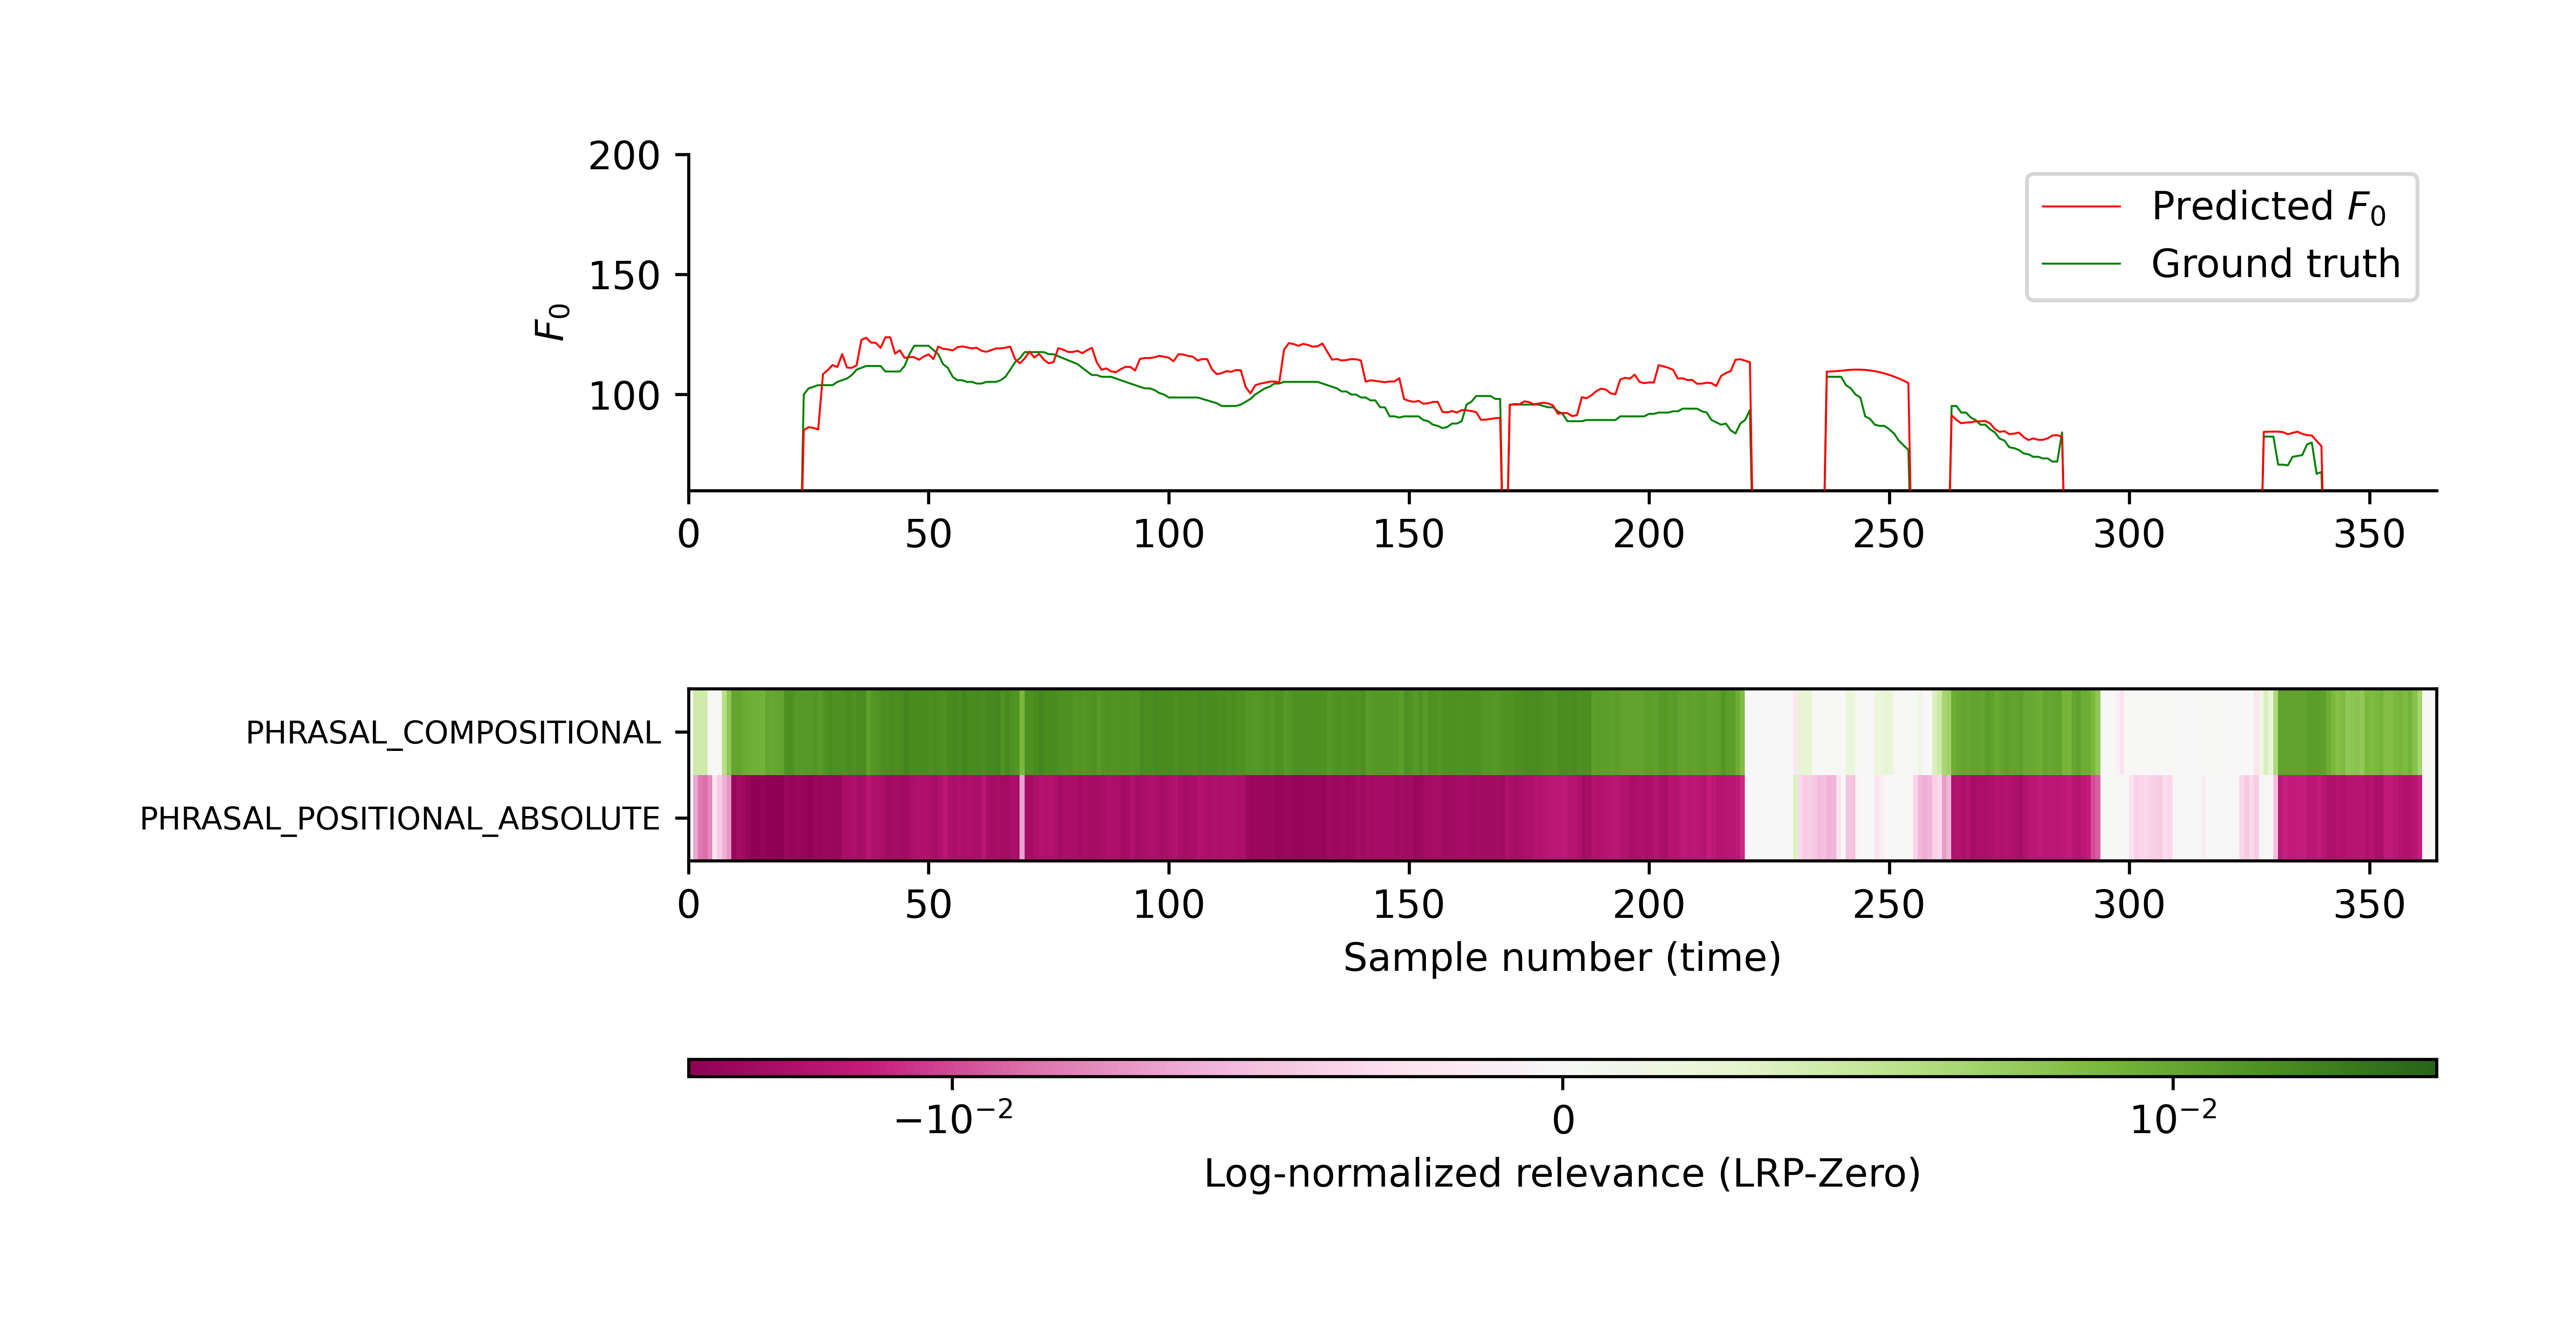 200
150
100
F₀
Predicted F₀
Ground truth
0 50 100 150 200 250 300 350
PHRASAL_COMPOSITIONAL
PHRASAL_POSITIONAL_ABSOLUTE
0 50 100 150 200 250 300 350
Sample number (time)
−10⁻² 0 10⁻²
Log-normalized relevance (LRP-Zero)